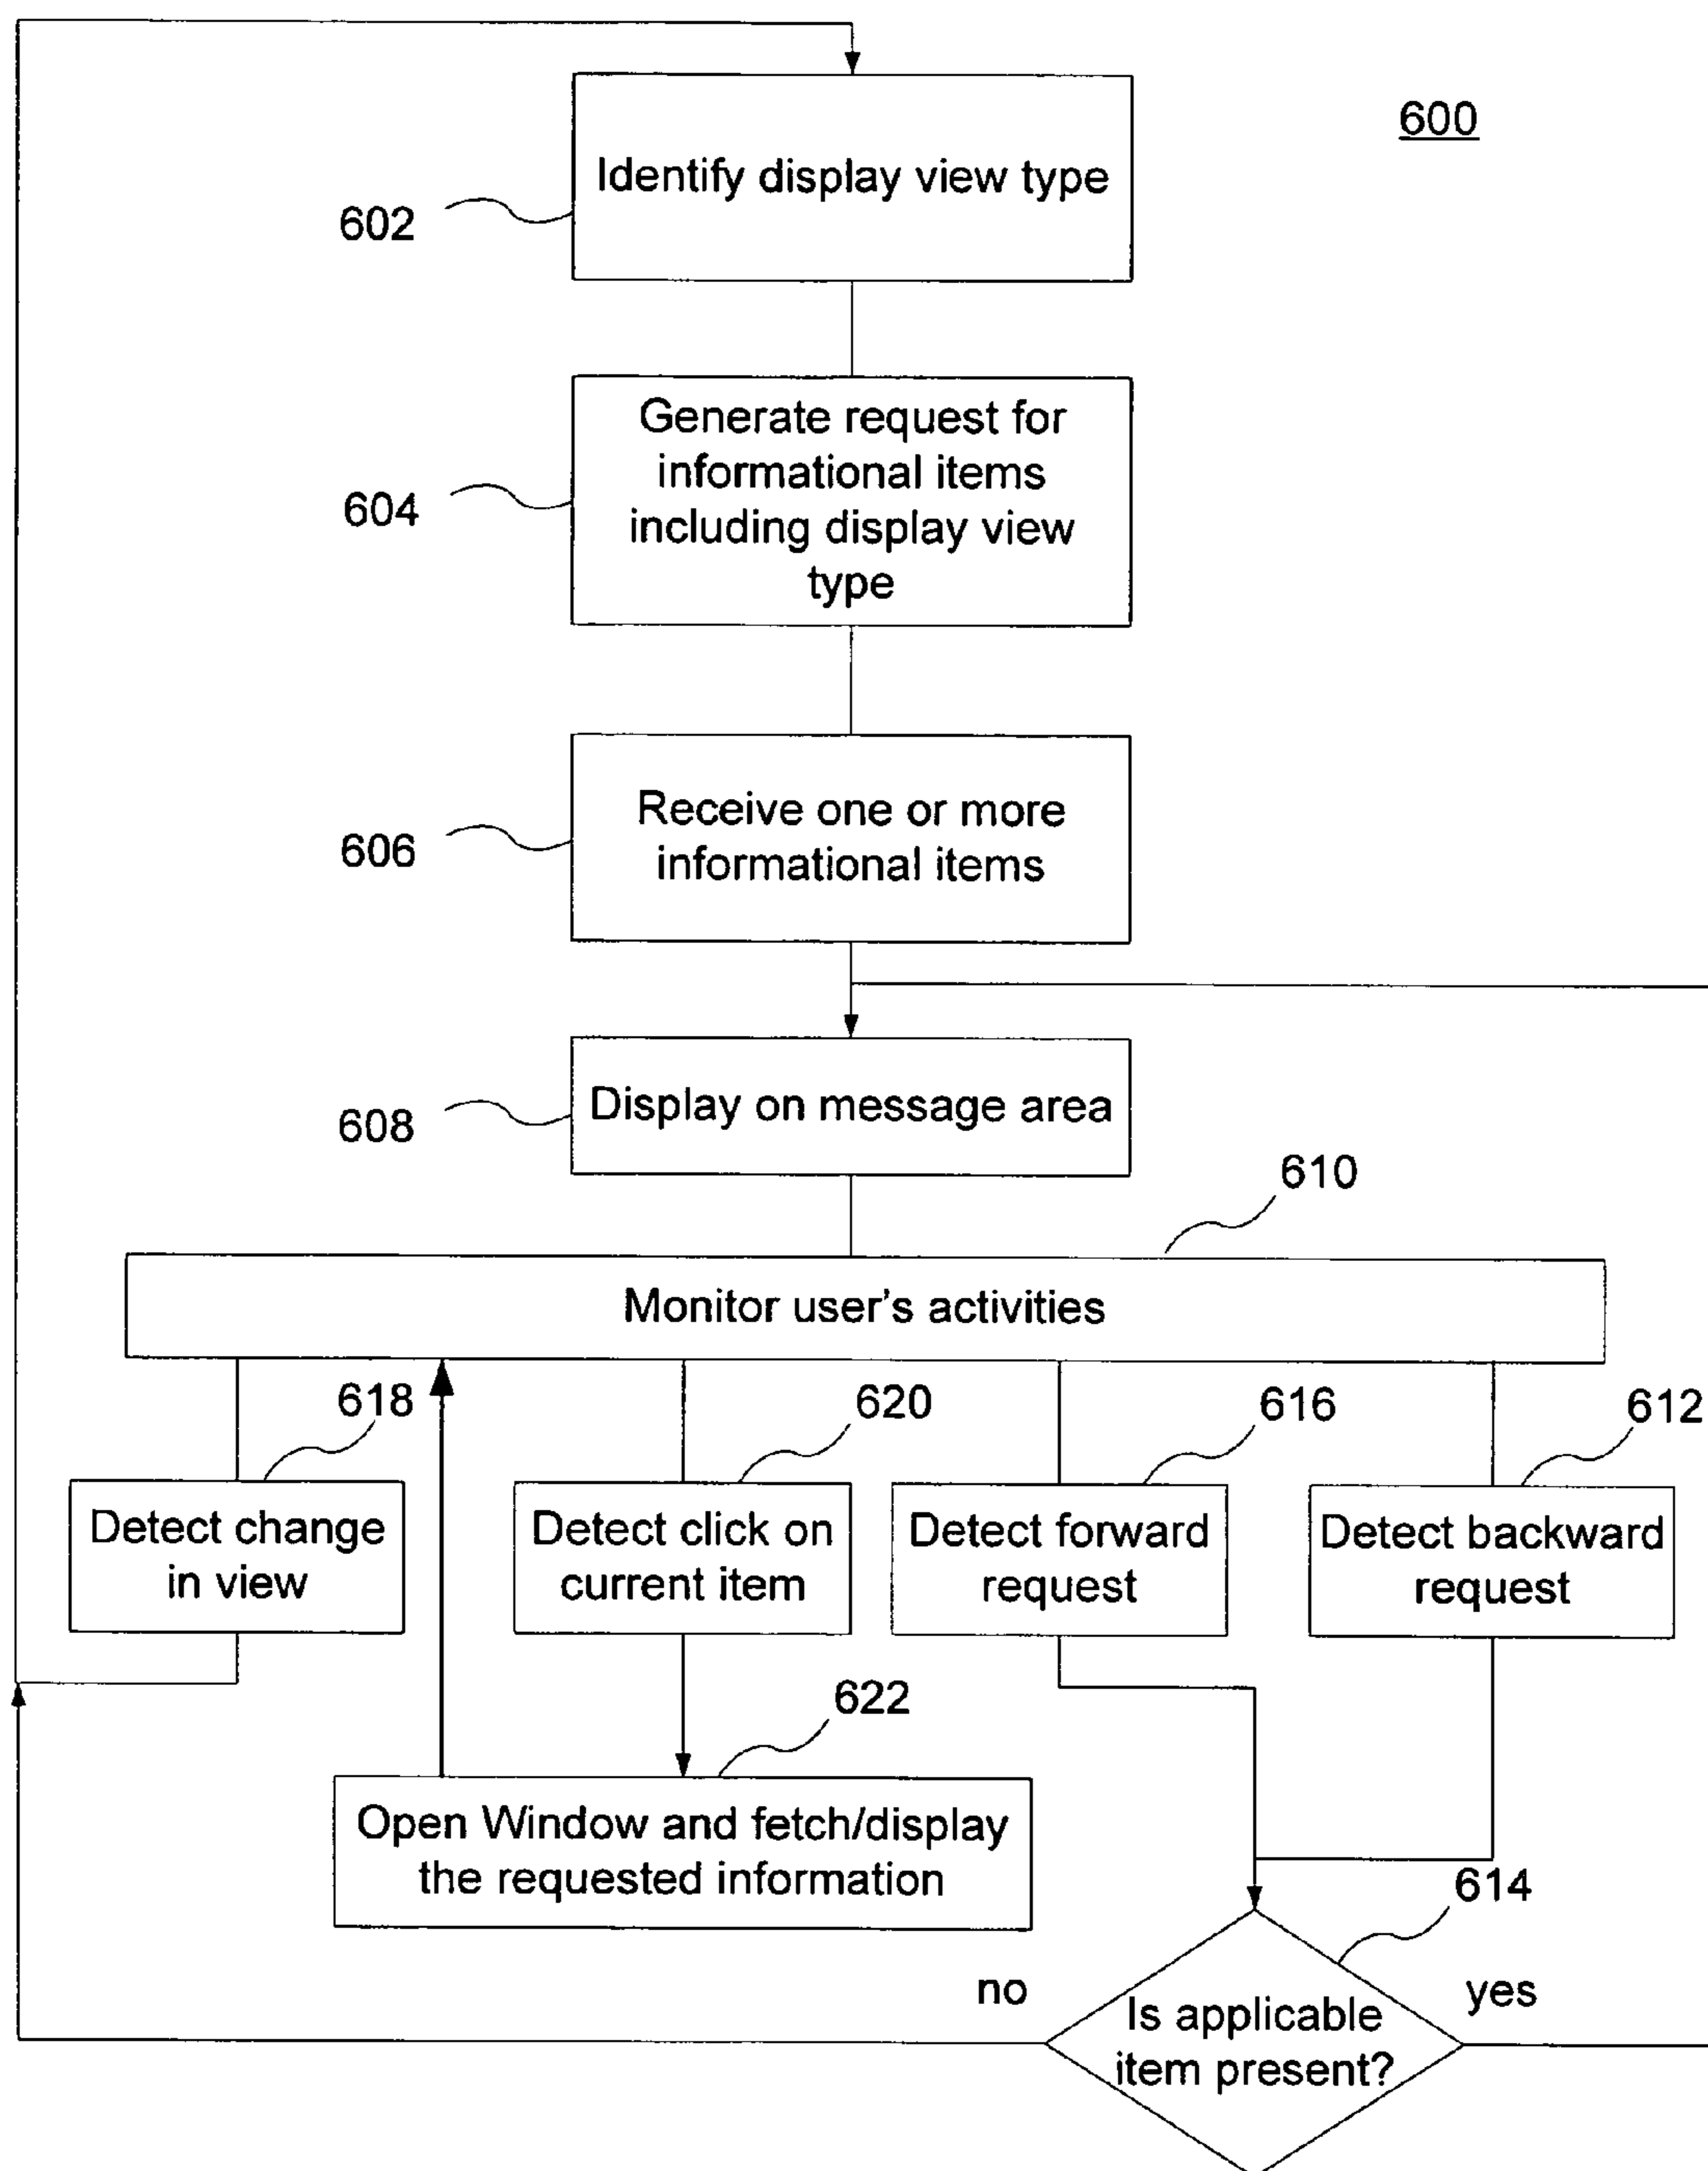 600
Identify display view type
602
Generate request for
informational items
including display view
type
604
Receive one or more
informational items
606
Display on message area
608
610
Monitor user's activities
618
620
616
612
Detect change
in view
Detect click on
current item
Detect forward
request
Detect backward
request
622
Open Window and fetch/display
the requested information
614
no
yes
Is applicable
item present?